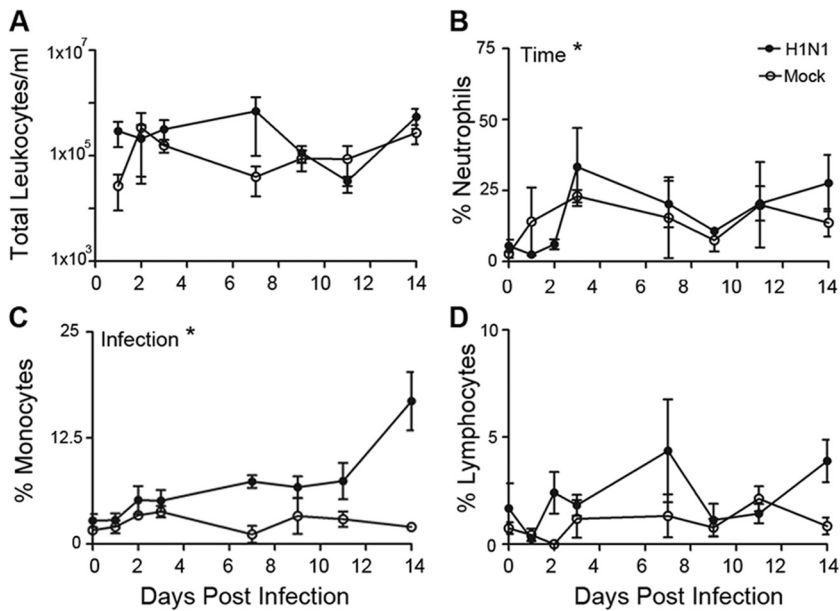 A
Total Leukocytes/ml
1x10⁷
1x10⁵
1x10³
0 2 4 6 8 10 12 14
B
Time *
H1N1
Mock
% Neutrophils
75
50
25
0
0 2 4 6 8 10 12 14
C
Infection *
% Monocytes
25
12.5
0
0 2 4 6 8 10 12 14
Days Post Infection
D
% Lymphocytes
10
5
0
0 2 4 6 8 10 12 14
Days Post Infection